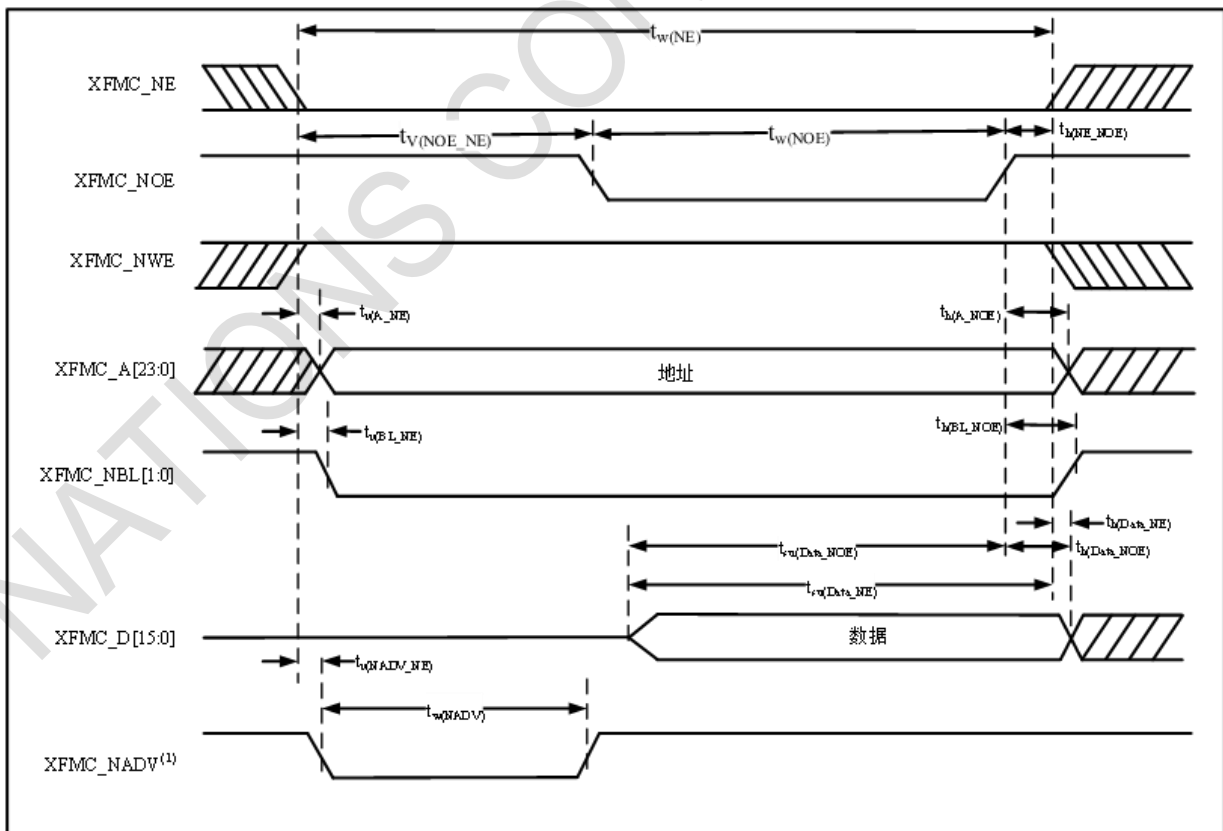 NATIONS CON
tw(NE)
XFMC_NE
tV(NOE_NE)
tw(NOE)
th(NE_NOE)
XFMC_NOE
XFMC_NWE
tv(A_NE)
th(A_NOE)
XFMC_A[23:0]
地址
tv(BL_NE)
th(BL_NOE)
XFMC_NBL[1:0]
th(Data_NE)
tsu(Data_NOE)
th(Data_NOE)
tsu(Data_NE)
XFMC_D[15:0]
数据
tv(NADV_NE)
tw(NADV)
XFMC_NADV(1)